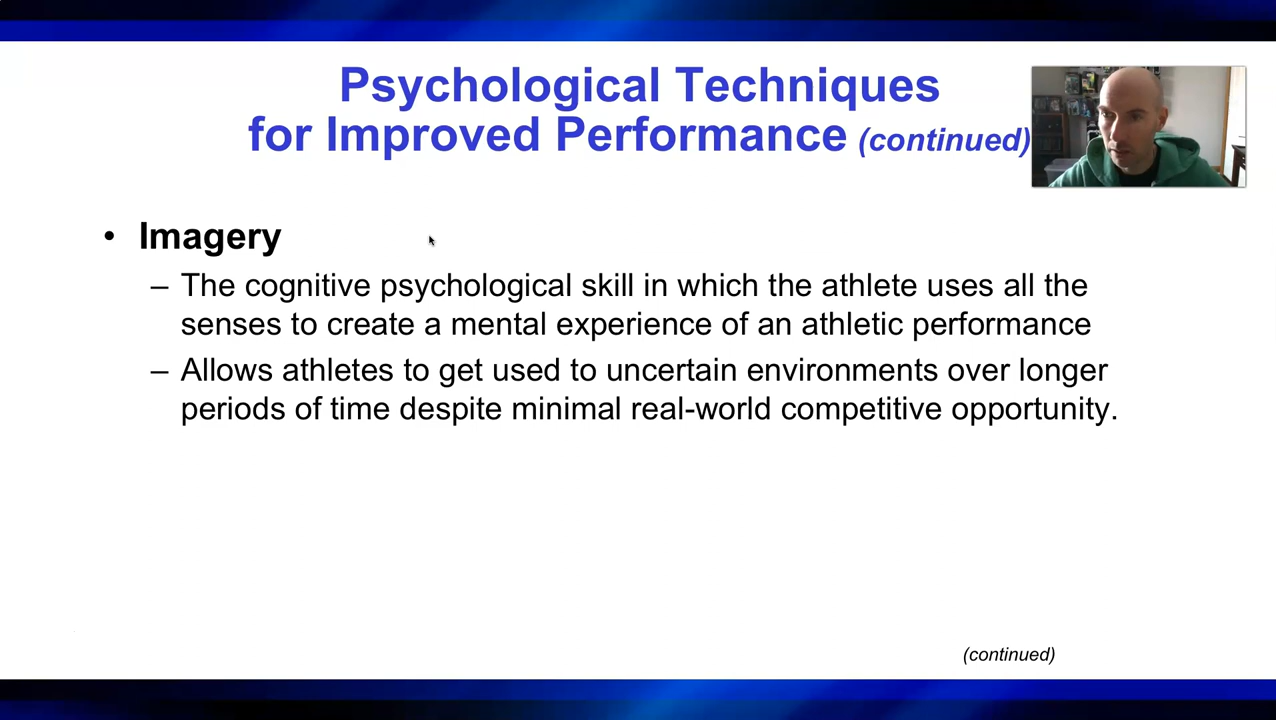 Psychological Techniques
for Improved Performance (continued)
• Imagery
– The cognitive psychological skill in which the athlete uses all the
senses to create a mental experience of an athletic performance
– Allows athletes to get used to uncertain environments over longer
periods of time despite minimal real-world competitive opportunity.
(continued)